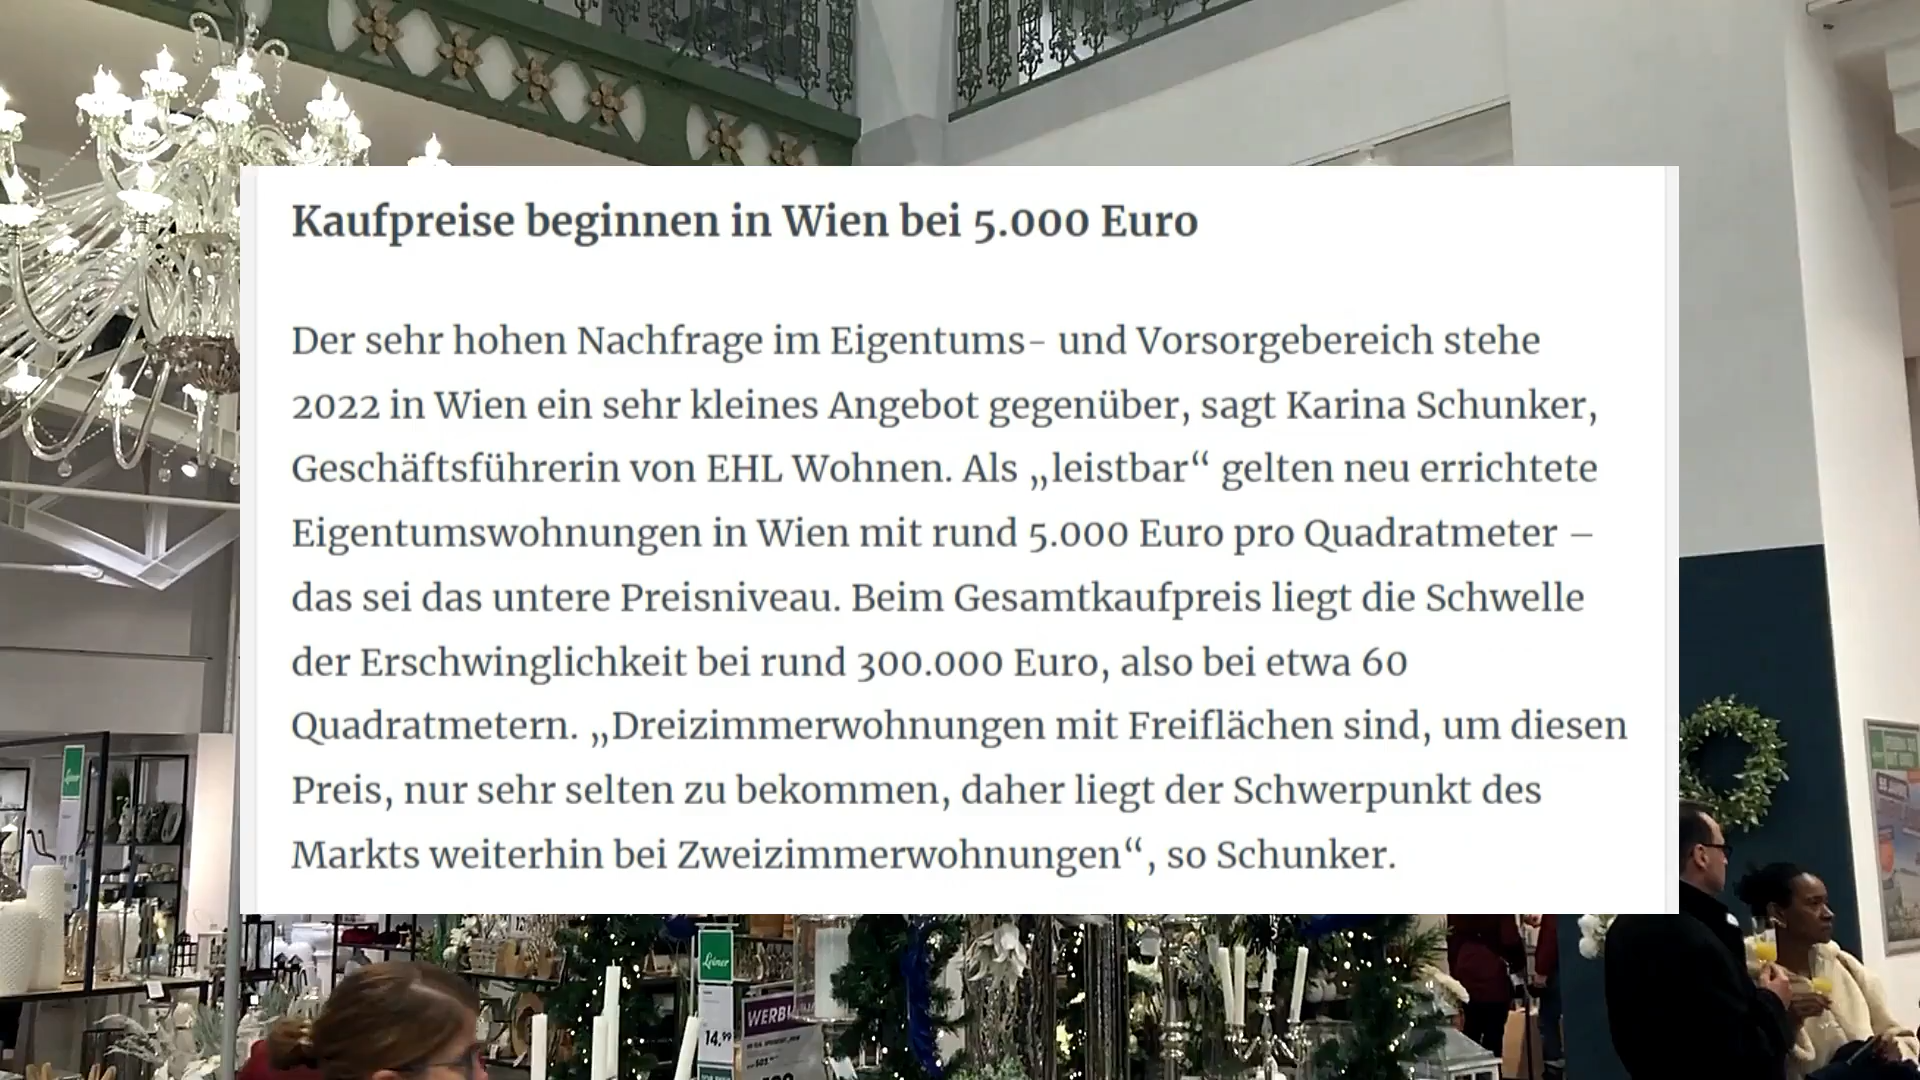 Kaufpreise beginnen in Wien bei 5.000 Euro
Der sehr hohen Nachfrage im Eigentums- und Vorsorgebereich stehe
2022 in Wien ein sehr kleines Angebot gegenüber, sagt Karina Schunker,
Geschäftsführerin von EHL Wohnen. Als „leistbar“ gelten neu errichtete
Eigentumswohnungen in Wien mit rund 5.000 Euro pro Quadratmeter –
das sei das untere Preisniveau. Beim Gesamtkaufpreis liegt die Schwelle
der Erschwinglichkeit bei rund 300.000 Euro, also bei etwa 60
Quadratmetern. „Dreizimmerwohnungen mit Freiflächen sind, um diesen
Preis, nur sehr selten zu bekommen, daher liegt der Schwerpunkt des
Markts weiterhin bei Zweizimmerwohnungen“, so Schunker.
Leiner
Leiner
14,99